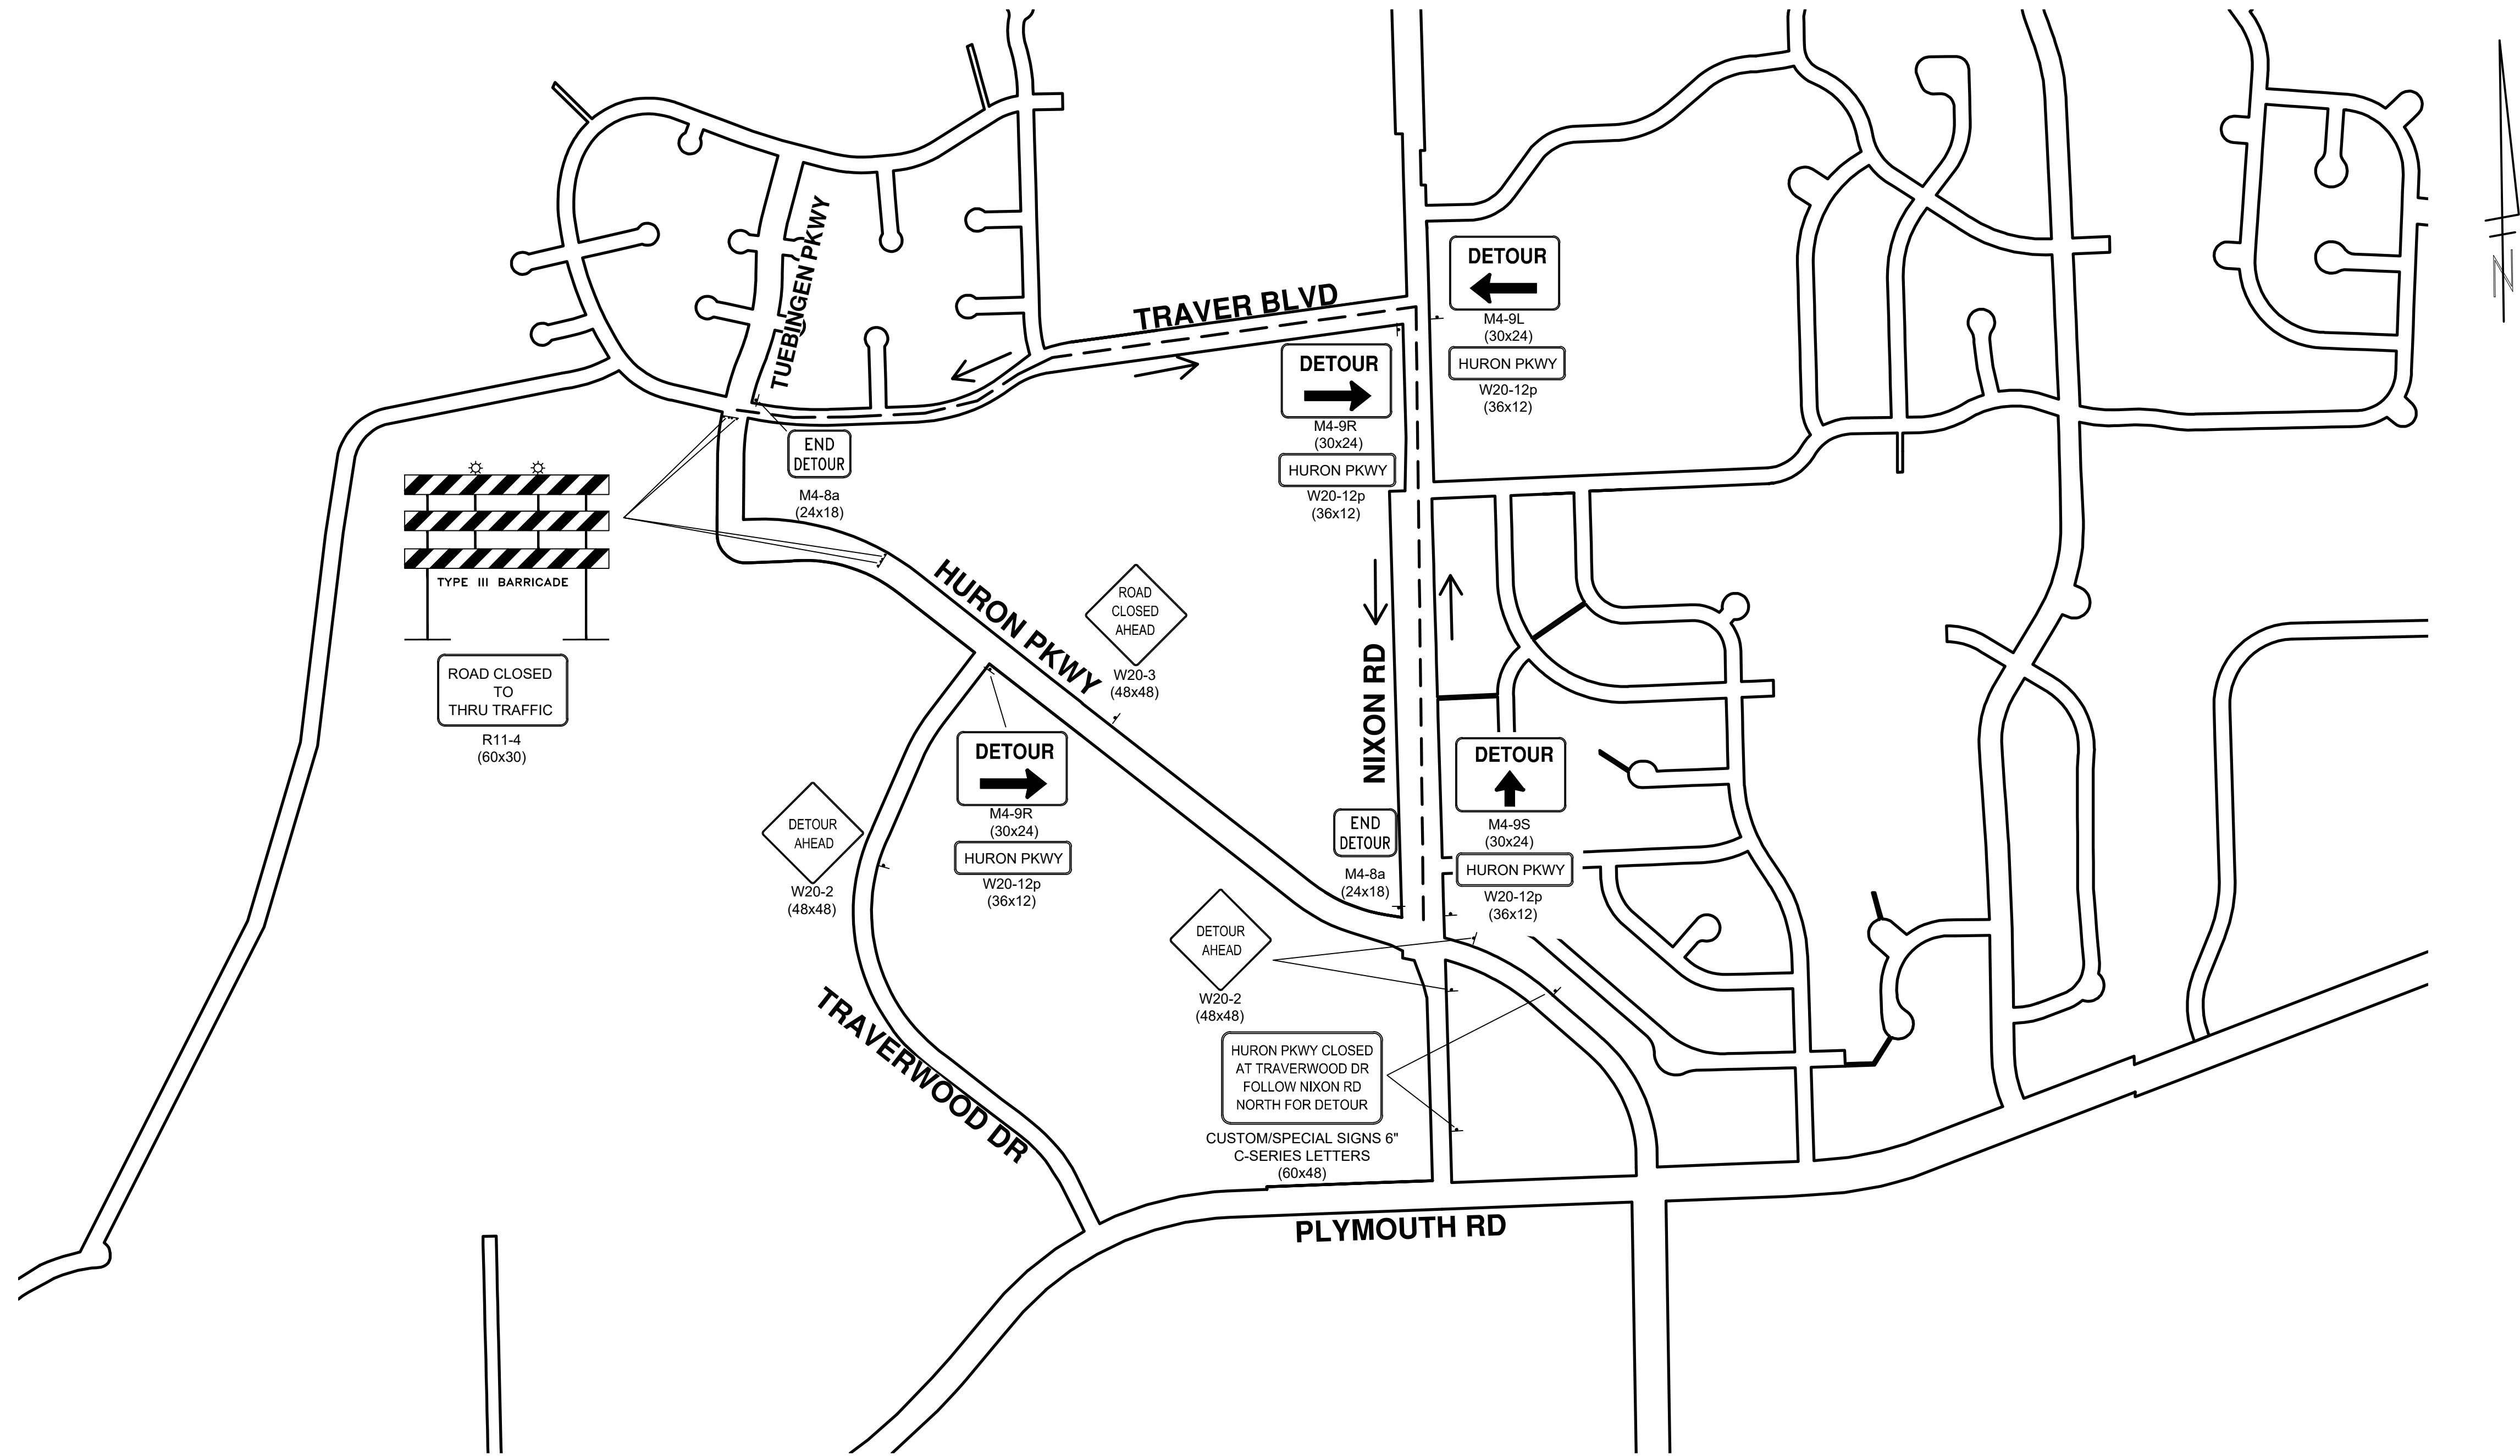 TUEBINGEN PKWY
TRAVER BLVD
DETOUR
M4-9L
(30x24)
HURON PKWY
W20-12p
(36x12)
DETOUR
M4-9R
(30x24)
HURON PKWY
W20-12p
(36x12)
END
DETOUR
M4-8a
(24x18)
TYPE III BARRICADE
ROAD CLOSED
TO
THRU TRAFFIC
R11-4
(60x30)
HURON PKWY
ROAD
CLOSED
AHEAD
W20-3
(48x48)
NIXON RD
DETOUR
M4-9R
(30x24)
HURON PKWY
W20-12p
(36x12)
DETOUR
AHEAD
W20-2
(48x48)
DETOUR
M4-9S
(30x24)
HURON PKWY
W20-12p
(36x12)
END
DETOUR
M4-8a
(24x18)
DETOUR
AHEAD
W20-2
(48x48)
TRAVERWOOD DR
HURON PKWY CLOSED
AT TRAVERWOOD DR
FOLLOW NIXON RD
NORTH FOR DETOUR
CUSTOM/SPECIAL SIGNS 6"
C-SERIES LETTERS
(60x48)
PLYMOUTH RD
N